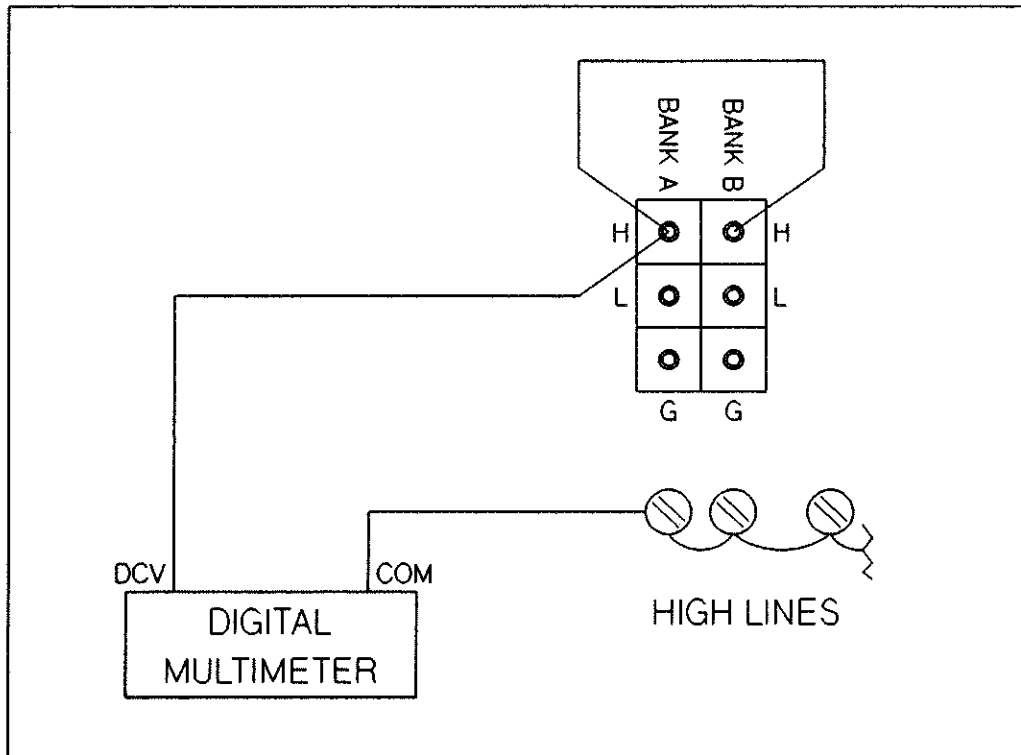 BANK A
BANK B
H
H
L
L
G
G
DCV
COM
DIGITAL
MULTIMETER
HIGH LINES